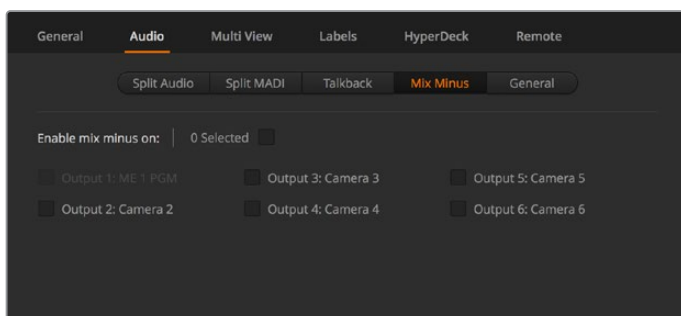 General Audio Multi View Labels HyperDeck Remote
Split Audio Split MADI Talkback Mix Minus General
Enable mix minus on: 0 Selected
Output 1: ME 1 PGM Output 3: Camera 3 Output 5: Camera 5
Output 2: Camera 2 Output 4: Camera 4 Output 6: Camera 6